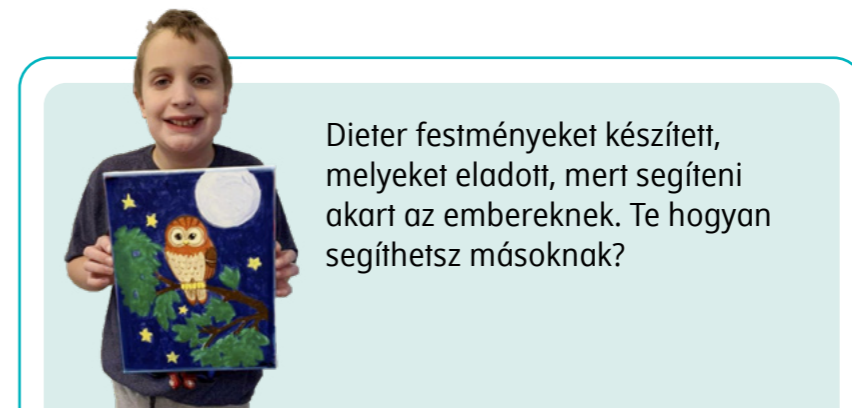 Dieter festményeket készített,
melyeket eladott, mert segíteni
akart az embereknek. Te hogyan
segíthetsz másoknak?